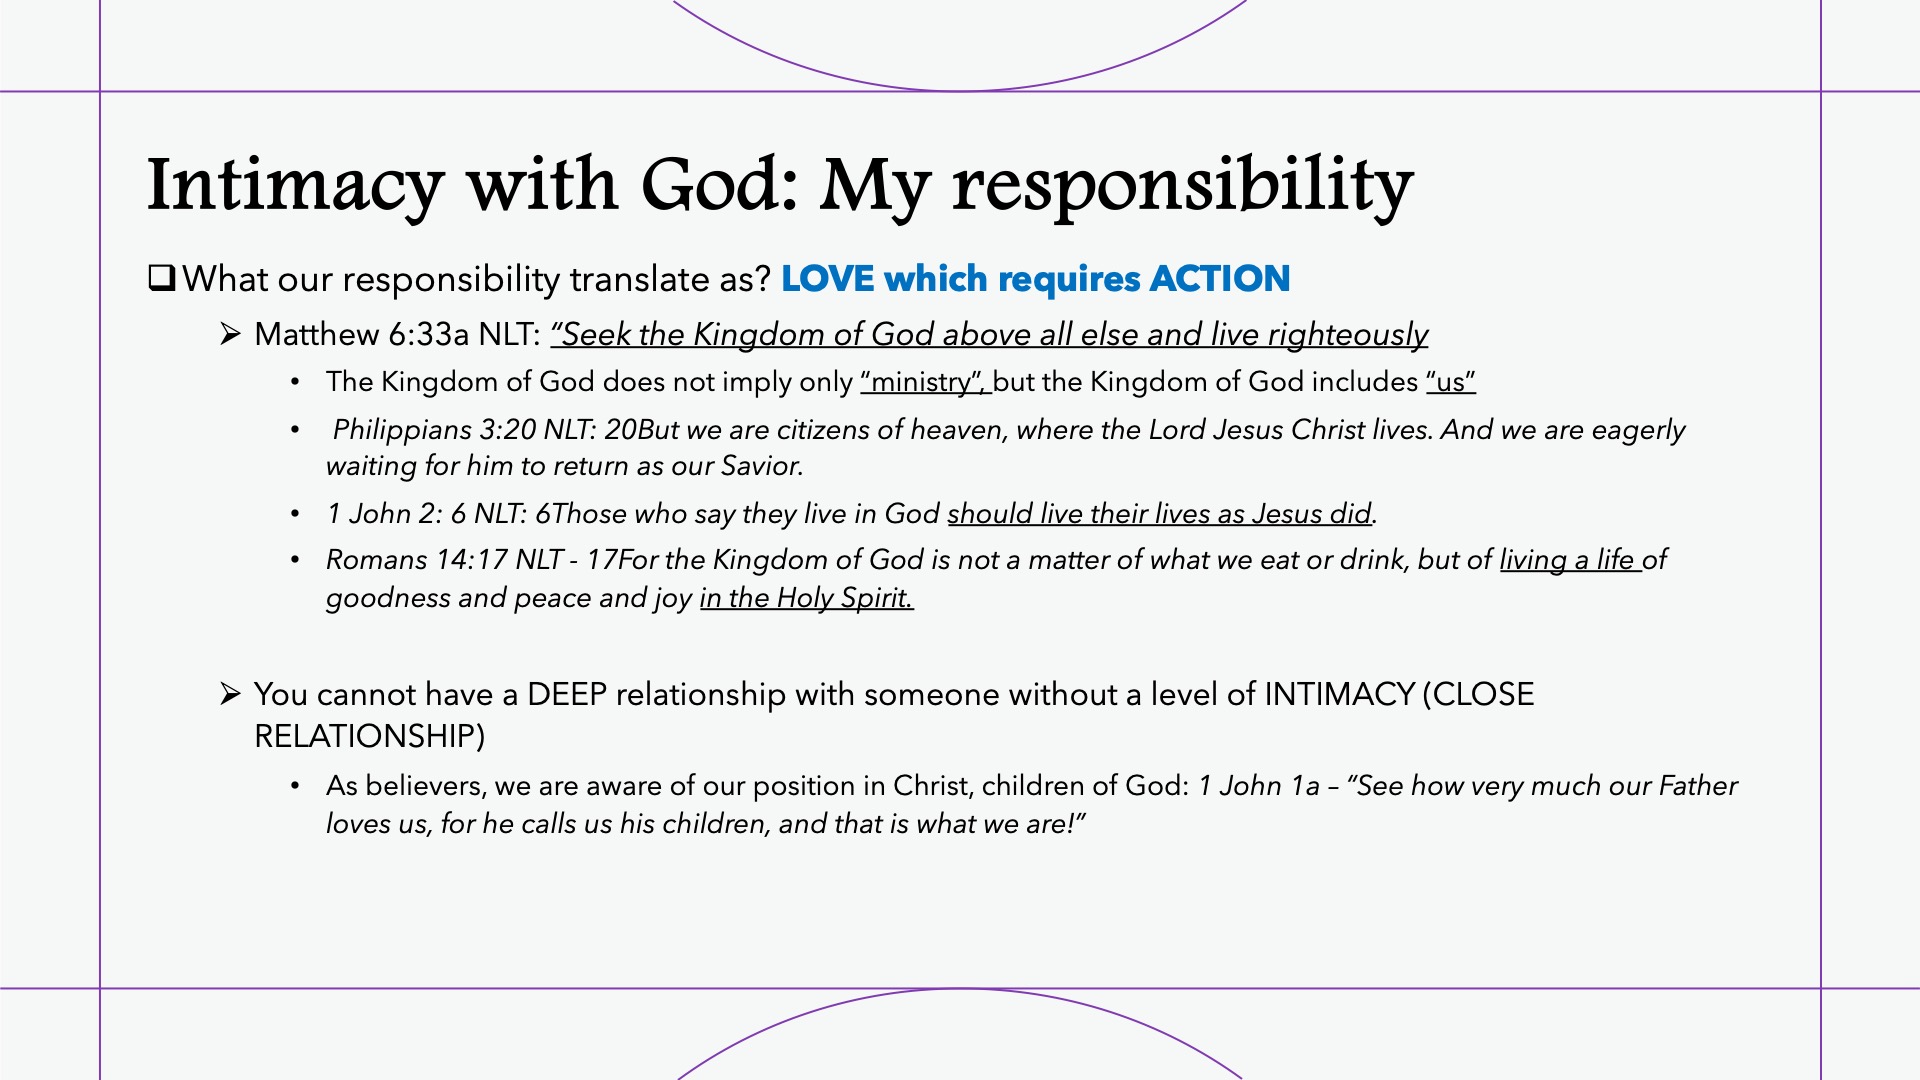 Intimacy with God: My responsibility
❑What our responsibility translate as? LOVE which requires ACTION
➢ Matthew 6:33a NLT: “Seek the Kingdom of God above all else and live righteously
• The Kingdom of God does not imply only “ministry”, but the Kingdom of God includes “us”
• Philippians 3:20 NLT: 20But we are citizens of heaven, where the Lord Jesus Christ lives. And we are eagerly
waiting for him to return as our Savior.
• 1 John 2: 6 NLT: 6Those who say they live in God should live their lives as Jesus did.
• Romans 14:17 NLT - 17For the Kingdom of God is not a matter of what we eat or drink, but of living a life of
goodness and peace and joy in the Holy Spirit.
➢ You cannot have a DEEP relationship with someone without a level of INTIMACY (CLOSE
RELATIONSHIP)
• As believers, we are aware of our position in Christ, children of God: 1 John 1a – “See how very much our Father
loves us, for he calls us his children, and that is what we are!”